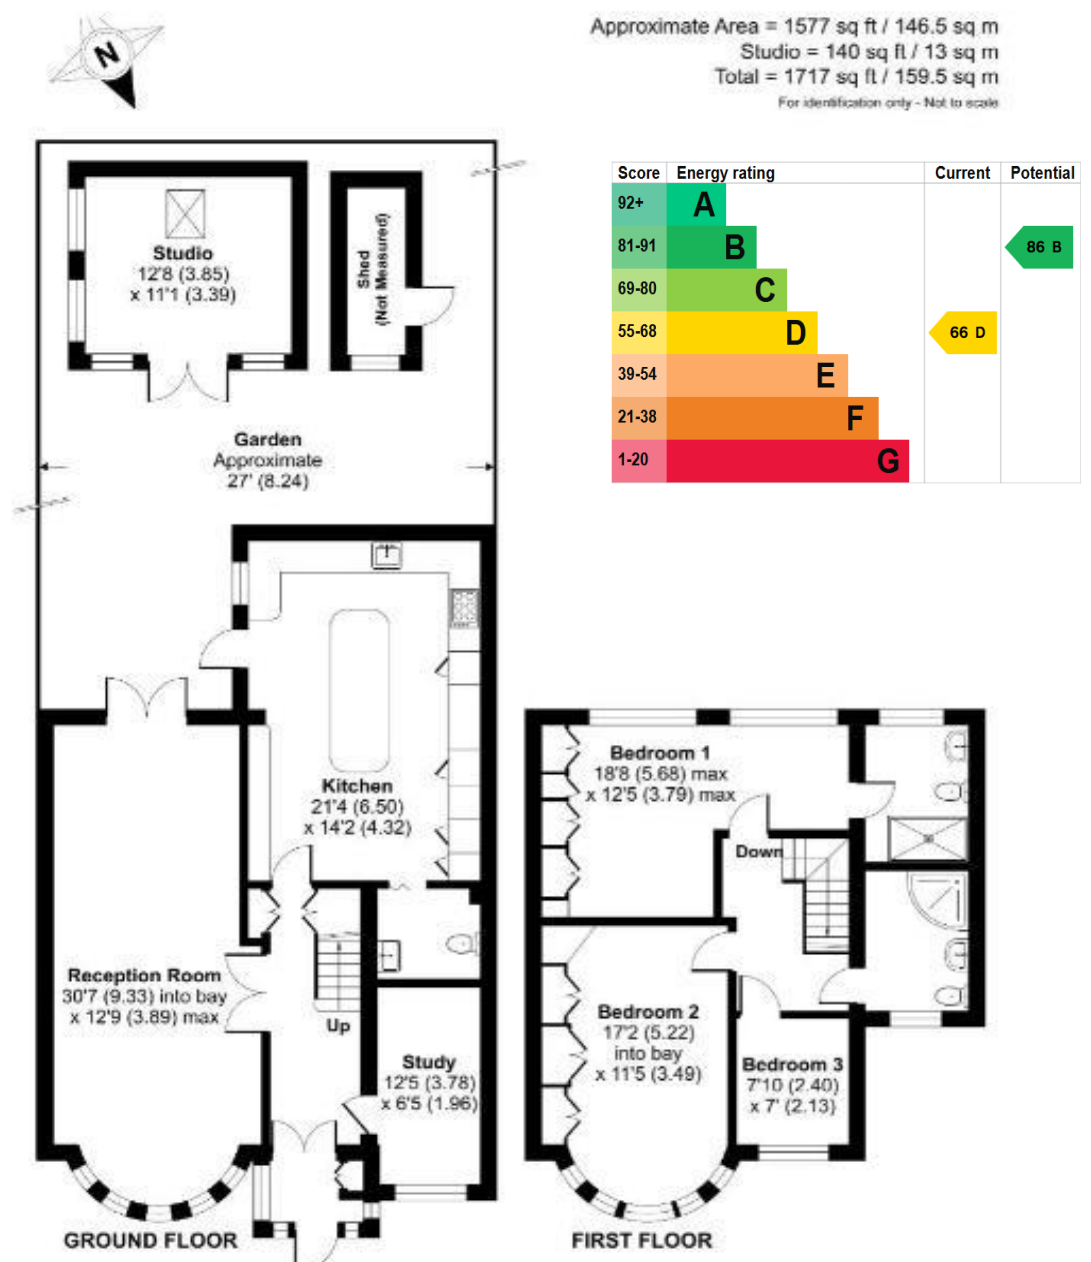 N
Approximate Area = 1577 sq ft / 146.5 sq m
Studio = 140 sq ft / 13 sq m
Total = 1717 sq ft / 159.5 sq m
For identification only - Not to scale
Score Energy rating Current Potential
92+ A
81-91 B 86 B
69-80 C
55-68 D 66 D
39-54 E
21-38 F
1-20 G
Studio
12'8 (3.85)
x 11'1 (3.39)
Shed
(Not Measured)
Garden
Approximate
27' (8.24)
Kitchen
21'4 (6.50)
x 14'2 (4.32)
Reception Room
30'7 (9.33) into bay
x 12'9 (3.89) max
Up
Study
12'5 (3.78)
x 6'5 (1.96)
GROUND FLOOR
Bedroom 1
18'8 (5.68) max
x 12'5 (3.79) max
Down
Bedroom 2
17'2 (5.22)
into bay
x 11'5 (3.49)
Bedroom 3
7'10 (2.40)
x 7' (2.13)
FIRST FLOOR